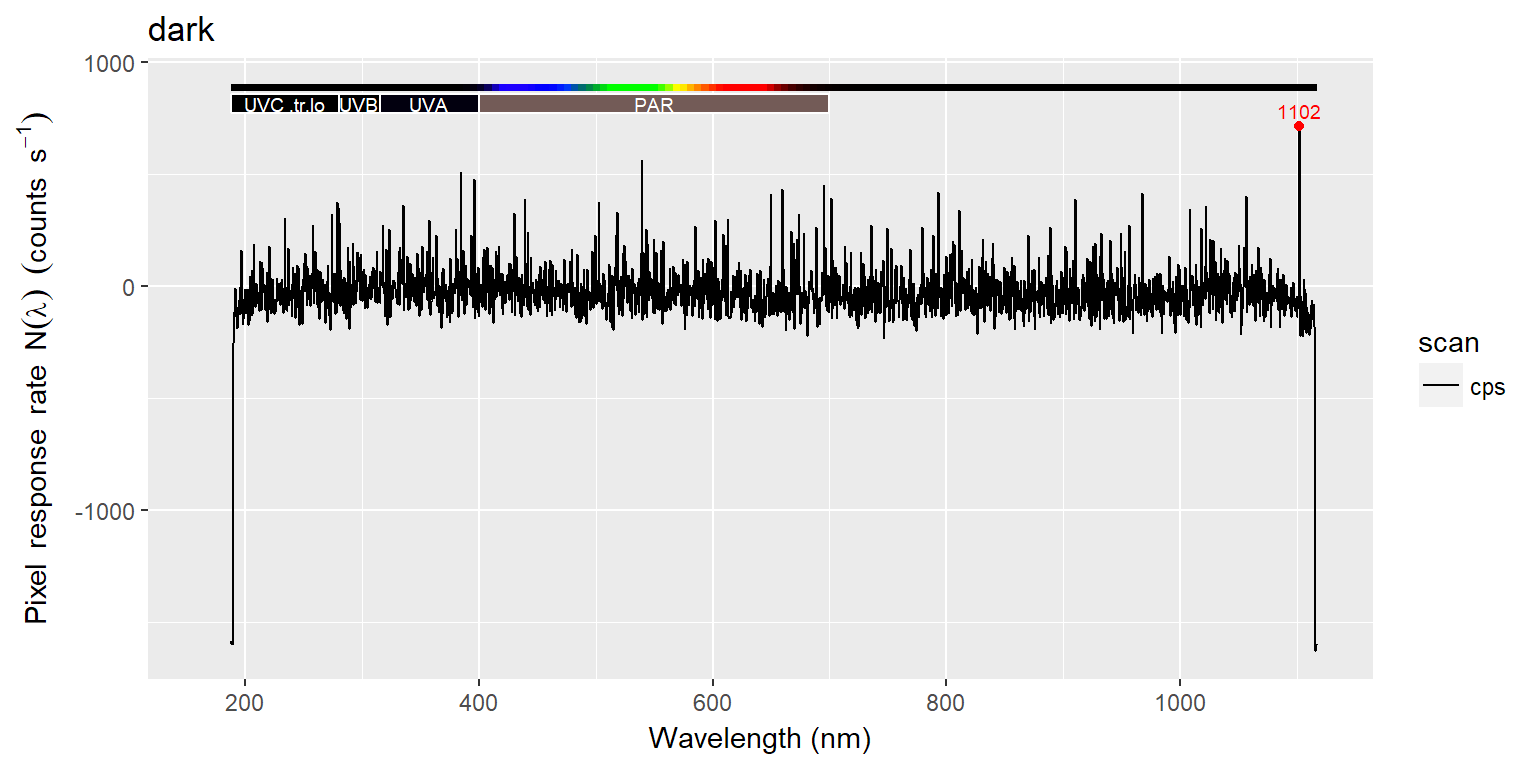 dark
1000
0
-1000
Pixel response rate N(λ) (counts s⁻¹)
UVC .tr.lo UVB UVA PAR
1102
200 400 600 800 1000
Wavelength (nm)
scan
cps